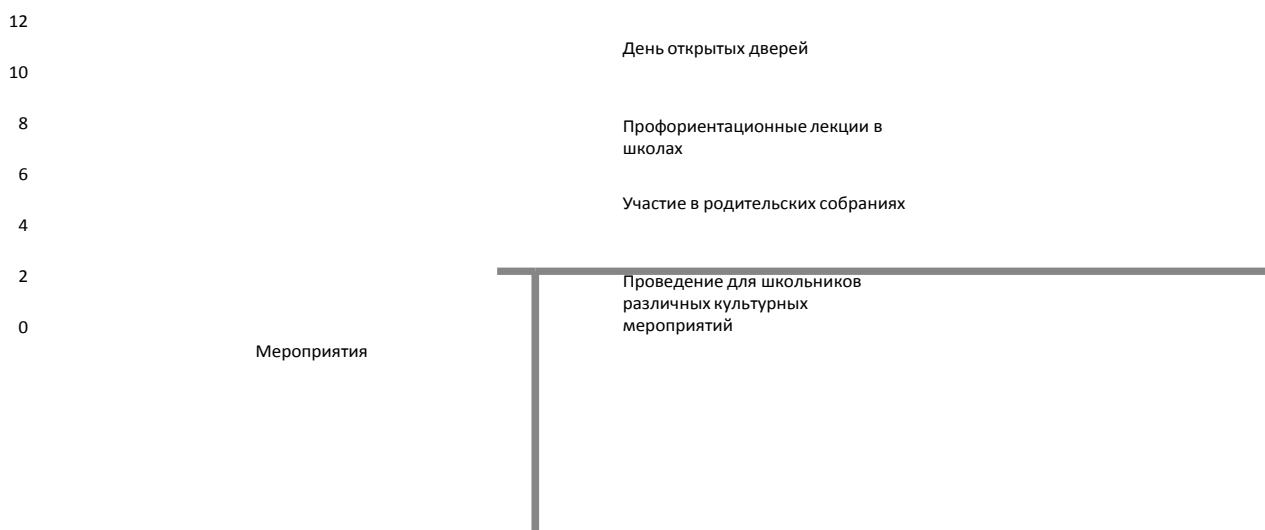 12
10
8
6
4
2
0
Мероприятия
День открытых дверей
Профориентационные лекции в
школах
Участие в родительских собраниях
Проведение для школьников
различных культурных
мероприятий